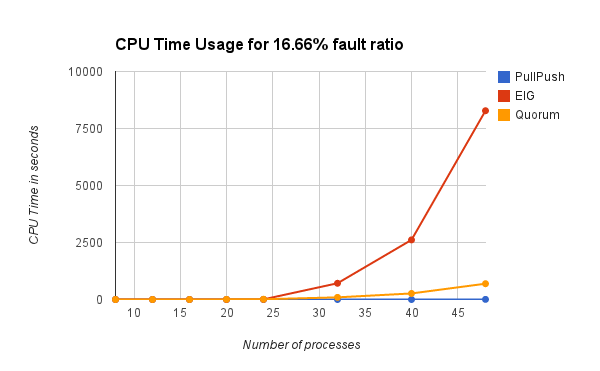 CPU Time Usage for 16.66% fault ratio
10000
7500
5000
2500
0
CPU Time in seconds
10
15
20
25
30
35
40
45
Number of processes
PullPush
EIG
Quorum